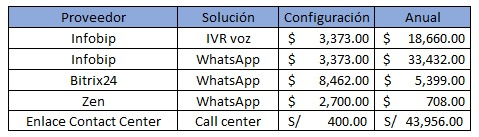 Proveedor Solución Configuración Anual
Infobip IVR voz $ 3,373.00 $ 18,660.00
Infobip WhatsApp $ 3,373.00 $ 33,432.00
Bitrix24 WhatsApp $ 8,462.00 $ 5,399.00
Zen WhatsApp $ 2,700.00 $ 708.00
Enlace Contact Center Call center S/ 400.00 S/ 43,956.00